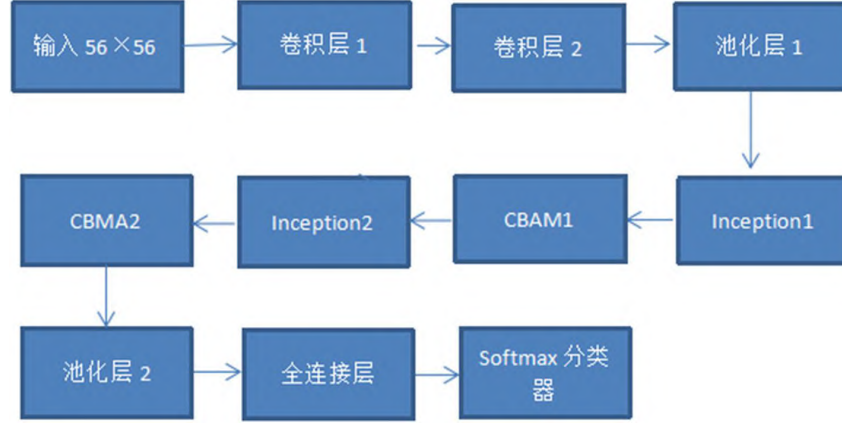 输入 56×56
卷积层 1
卷积层 2
池化层 1
Inception1
CBAM1
Inception2
CBMA2
池化层 2
全连接层
Softmax 分类
器